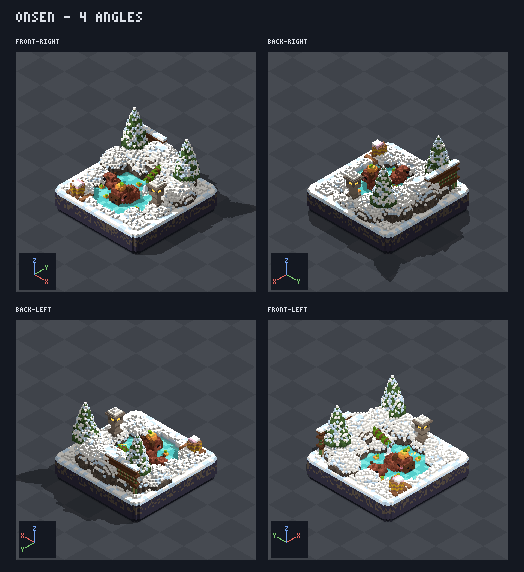 ONSEN - 4 ANGLES
FRONT-RIGHT
BACK-RIGHT
Z
Y
X
Z
X
Y
BACK-LEFT
FRONT-LEFT
Z
X
Y
Z
Y
X